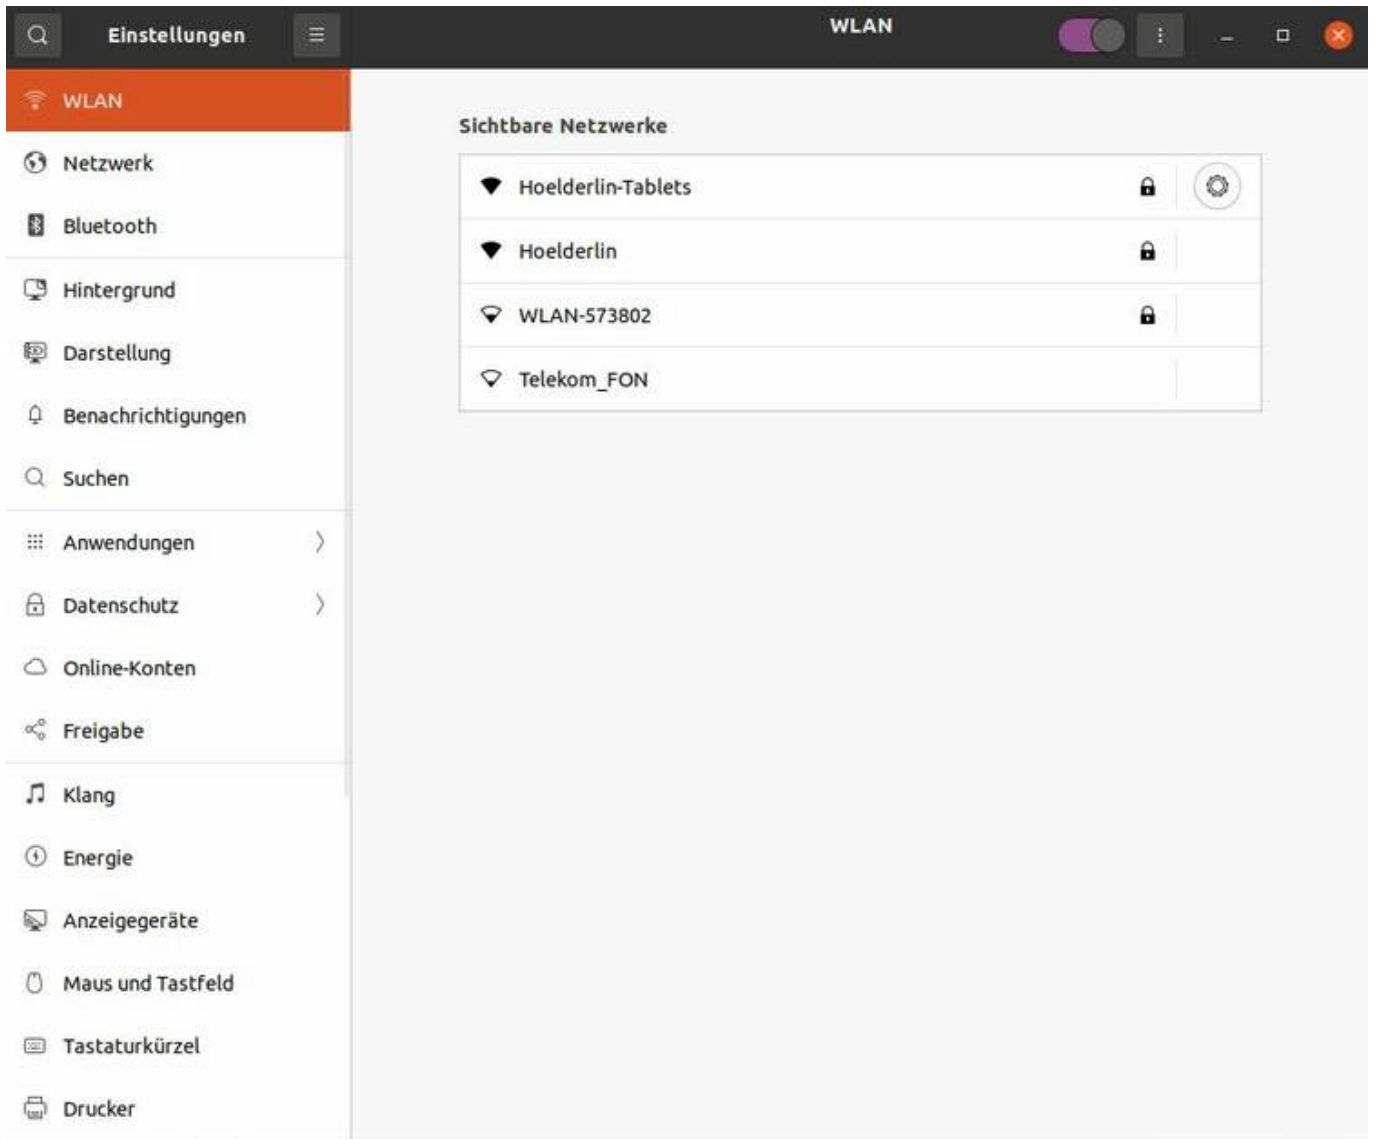 Einstellungen
WLAN
WLAN
Netzwerk
Bluetooth
Hintergrund
Darstellung
Benachrichtigungen
Suchen
Anwendungen
Datenschutz
Online-Konten
Freigabe
Klang
Energie
Anzeigegeräte
Maus und Tastfeld
Tastaturkürzel
Drucker
Sichtbare Netzwerke
Hoelderlin-Tablets
Hoelderlin
WLAN-573802
Telekom_FON